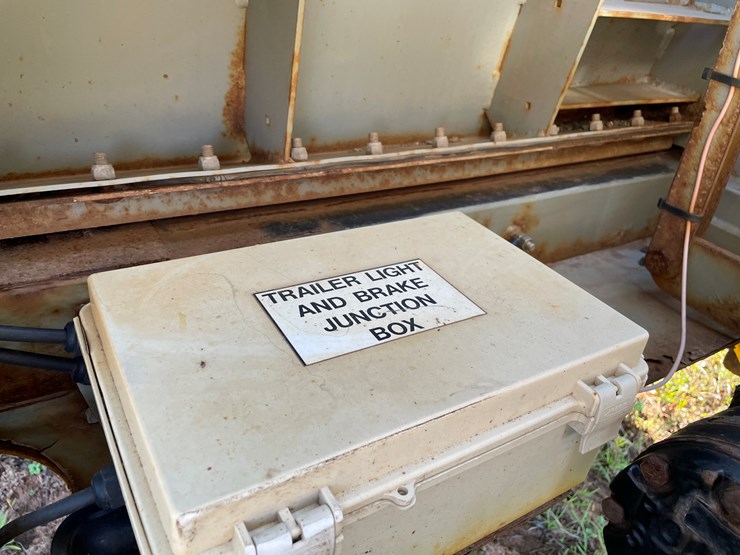 TRAILER LIGHT
AND BRAKE
JUNCTION
BOX